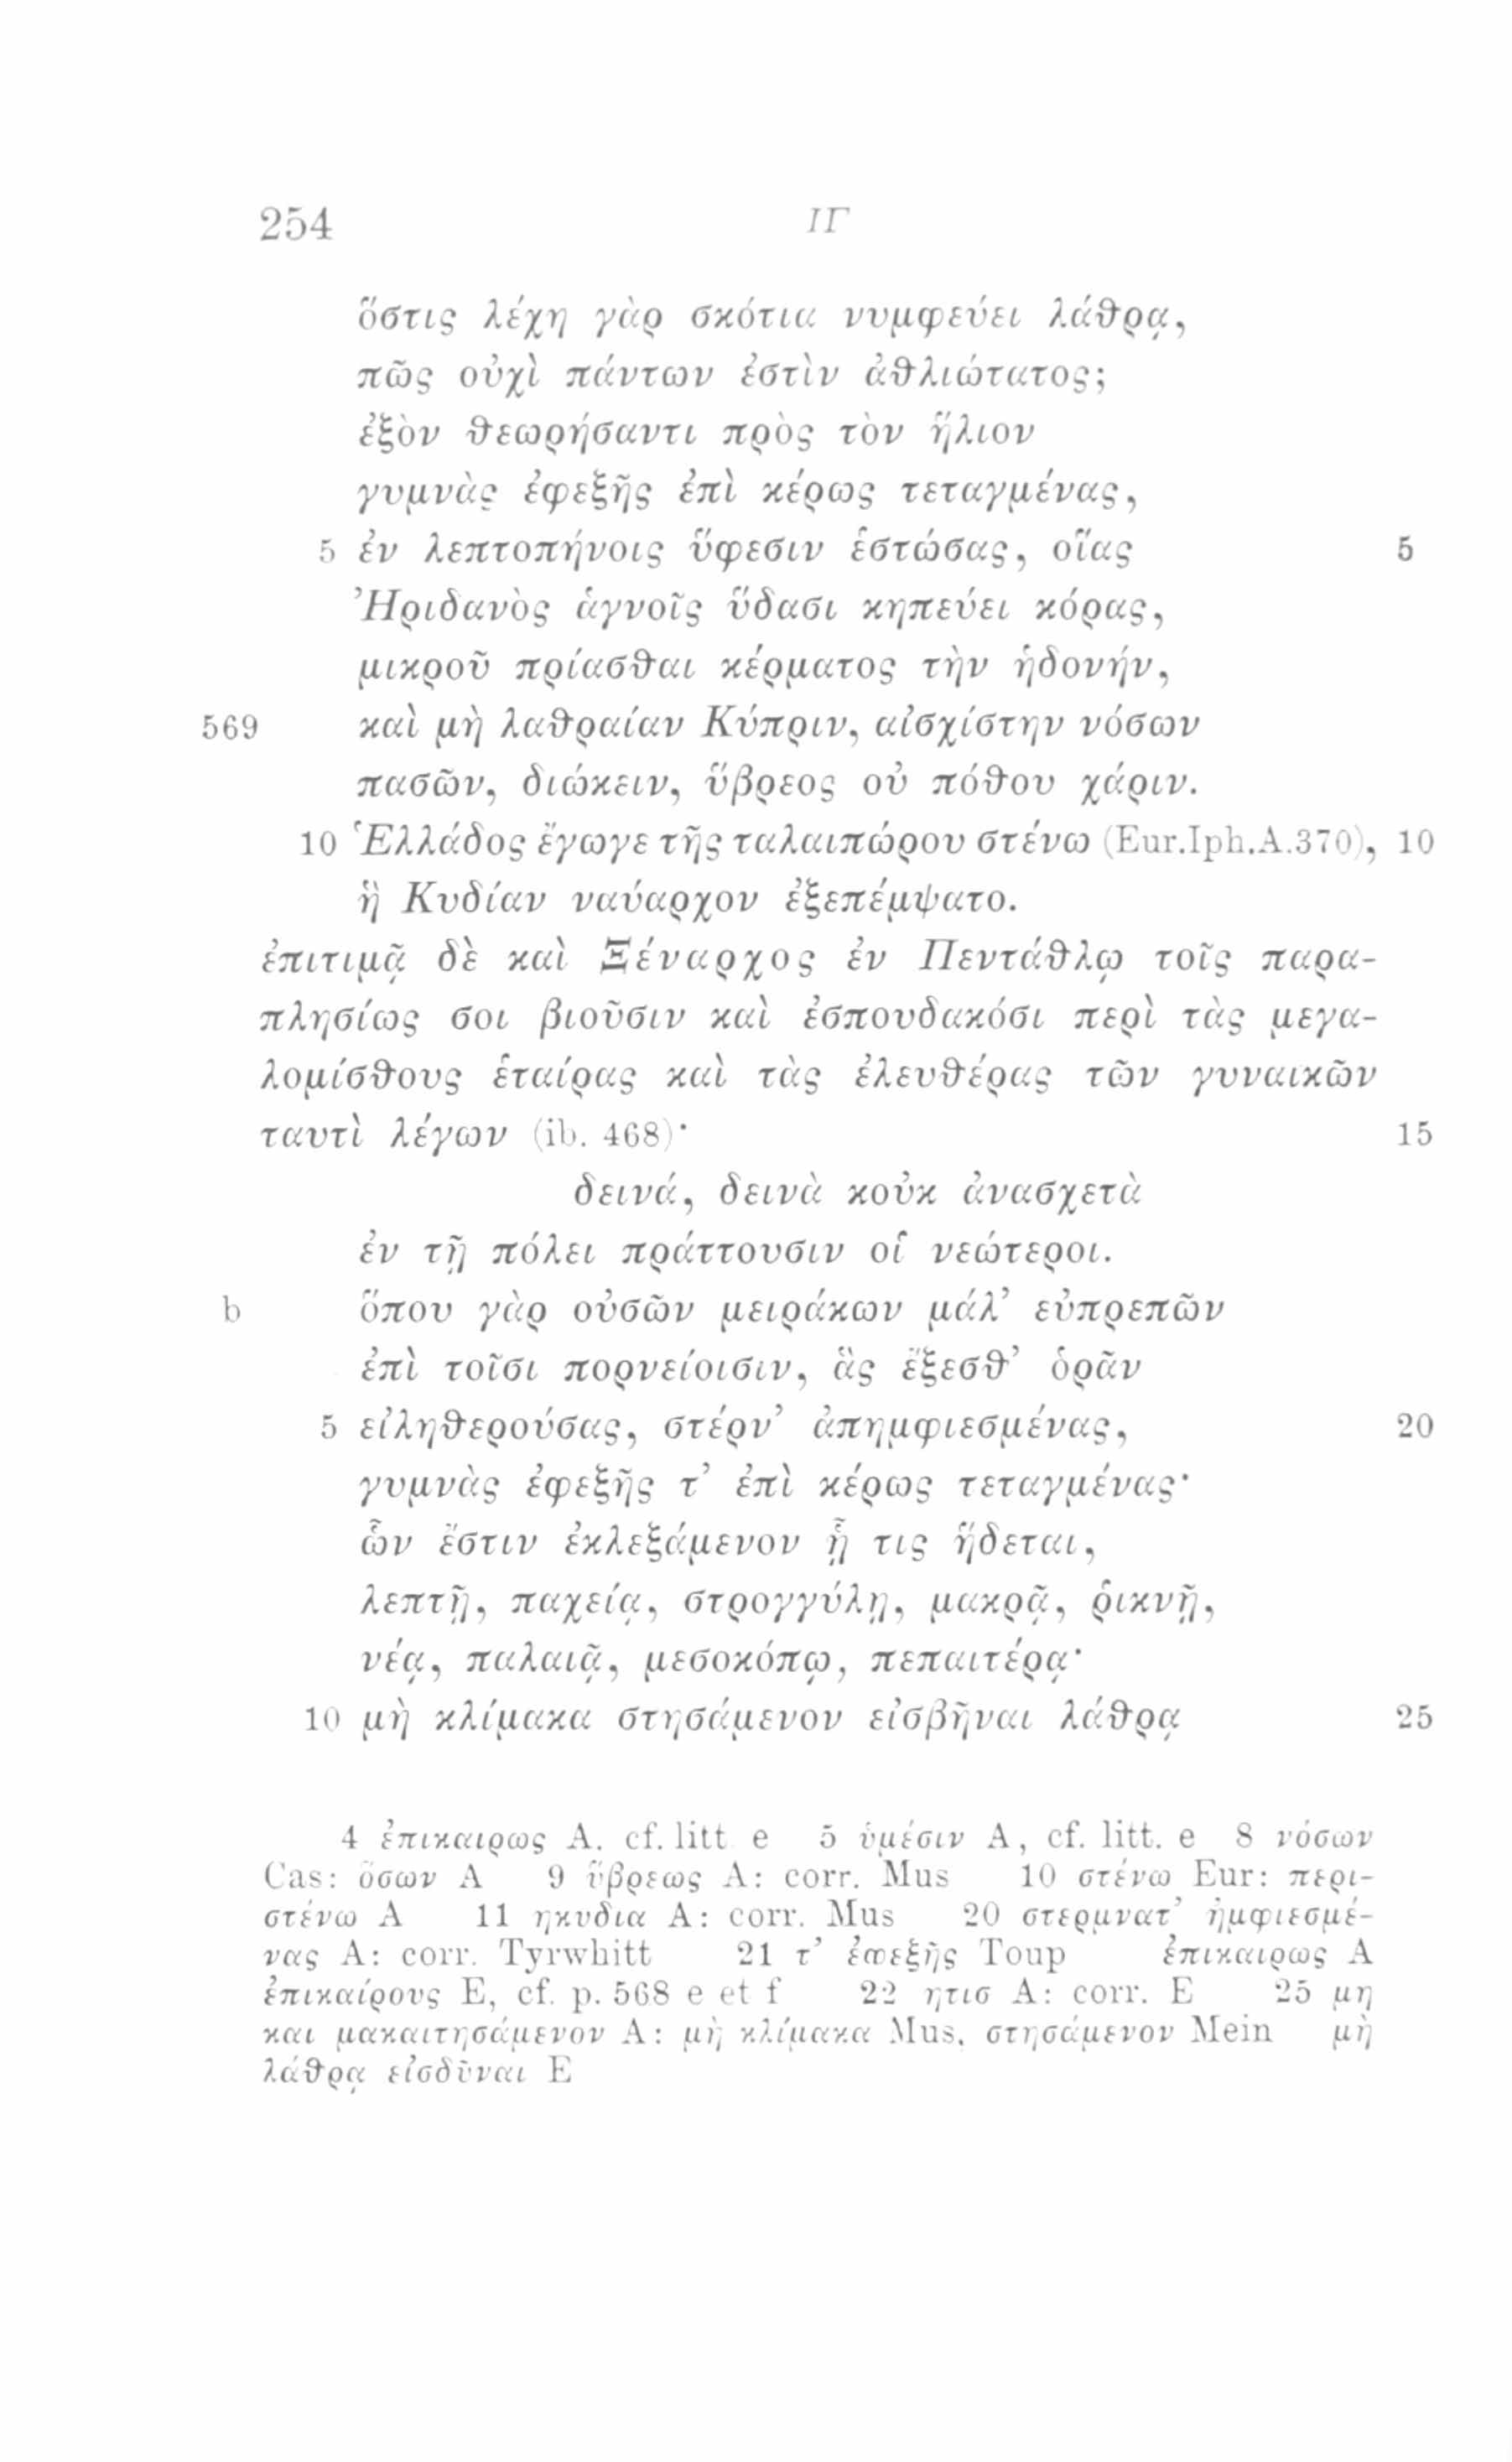 254 ΙΓ
ὅστις λέχη γὰρ σκότια νυμφεύει λάθρᾳ,
πῶς οὐχὶ πάντων ἐστὶν ἀθλιώτατος;
ἐξὸν θεωρήσαντι πρὸς τὸν ἥλιον
γυμνὰς ἐφεξῆς ἐπὶ κέρως τεταγμένας,
5 ἐν λεπτοπήνοις ὕφεσιν ἑστώσας, οἵας 5
Ἠριδανὸς ἁγνοῖς ὕδασι κηπεύει κόρας,
μικροῦ πρίασθαι κέρματος τὴν ἡδονήν,
569 καὶ μὴ λαθραίαν Κύπριν, αἰσχίστην νόσων
πασῶν, διώκειν, ὕβρεος οὐ πόθου χάριν.
10 Ἑλλάδος ἔγωγε τῆς ταλαιπώρου στένω (Eur.Iph.A.370), 10
ἣ Κυδίαν ναύαρχον ἐξεπέμψατο.
ἐπιτιμᾷ δὲ καὶ Ξέναρχος ἐν Πεντάθλῳ τοῖς παρα-
πλησίως σοι βιοῦσιν καὶ ἐσπουδακόσι περὶ τὰς μεγα-
λομίσθους ἑταίρας καὶ τὰς ἐλευθέρας τῶν γυναικῶν
ταυτὶ λέγων (ib. 468)· 15
δεινά, δεινὰ κοὐκ ἀνασχετὰ
ἐν τῇ πόλει πράττουσιν οἱ νεώτεροι.
b ὅπου γὰρ οὐσῶν μειράκων μάλ’ εὐπρεπῶν
ἐπὶ τοῖσι πορνείοισιν, ἃς ἔξεσθ’ ὁρᾶν
5 εἰληθερούσας, στέρν’ ἀπημφιεσμένας, 20
γυμνὰς ἐφεξῆς τ’ ἐπὶ κέρως τεταγμένας·
ὧν ἔστιν ἐκλεξάμενον ᾗ τις ἥδεται,
λεπτῇ, παχείᾳ, στρογγύλῃ, μακρᾷ, ῥικνῇ,
νέᾳ, παλαιᾷ, μεσοκόπῳ, πεπαιτέρᾳ·
10 μὴ κλίμακα στησάμενον εἰσβῆναι λάθρᾳ 25
4 ἐπικαιρως A. cf. litt e 5 ὑμέσιν A, cf. litt. e 8 νόσων
Cas: ὅσων A 9 ὕβρεως A: corr. Mus 10 στένω Eur: περι-
στένω A 11 ηκυδια A: corr. Mus 20 στερμνατ’ ἠμφιεσμέ-
νας A: corr. Tyrwhitt 21 τ’ ἐφεξῆς Toup ἐπικαιρως A
ἐπικαίρους E, cf. p. 568 e et f 22 ητισ A: corr. E 25 μη
και μακαιτησάμενον A: μὴ κλίμακα Mus, στησάμενον Mein μὴ
λάθρᾳ εἰσδῦναι E